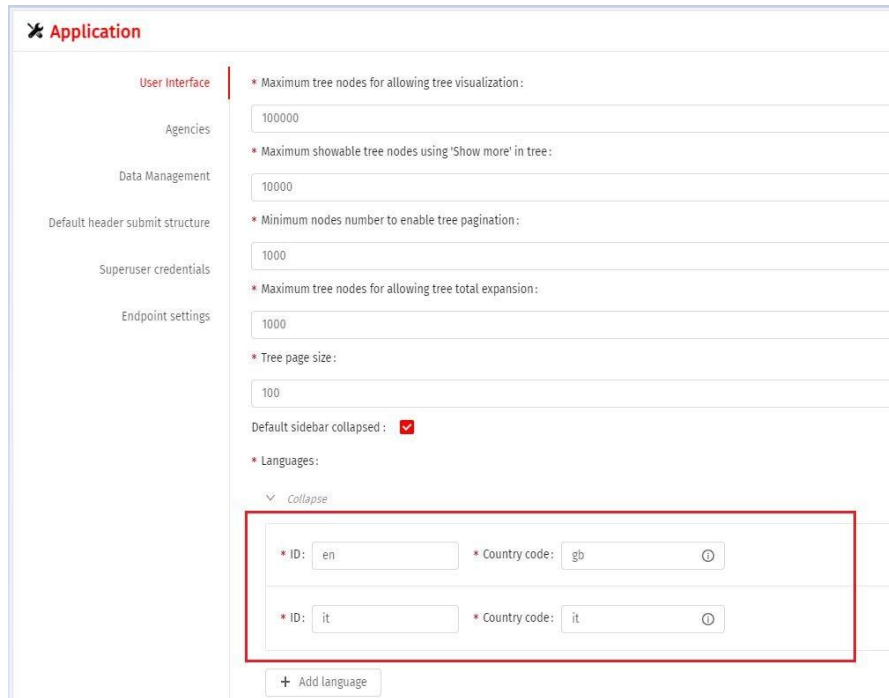 Application
User Interface
Agencies
Data Management
Default header submit structure
Superuser credentials
Endpoint settings
* Maximum tree nodes for allowing tree visualization:
100000
* Maximum showable tree nodes using 'Show more' in tree:
10000
* Minimum nodes number to enable tree pagination:
1000
* Maximum tree nodes for allowing tree total expansion:
1000
* Tree page size:
100
Default sidebar collapsed:
* Languages:
Collapse
* ID: en * Country code: gb
* ID: it * Country code: it
+ Add language